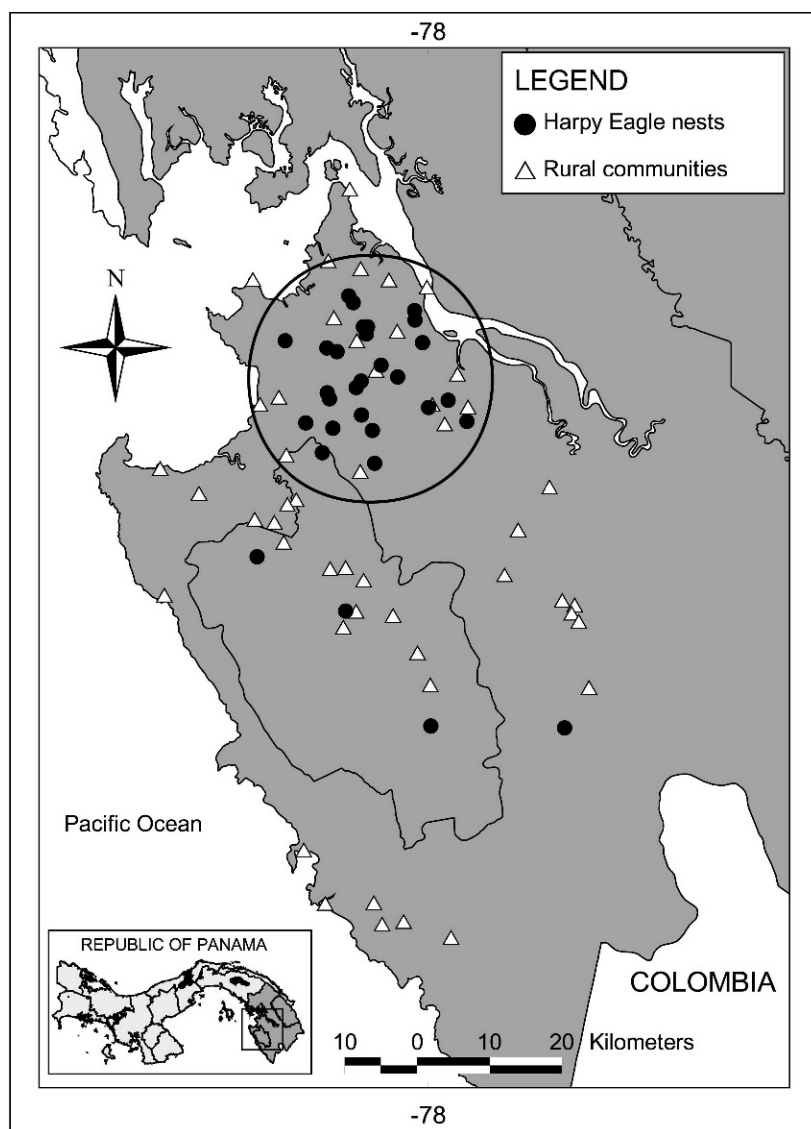 -78
LEGEND
Harpy Eagle nests
Rural communities
N
Pacific Ocean
REPUBLIC OF PANAMA
COLOMBIA
10 0 10 20 Kilometers
-78